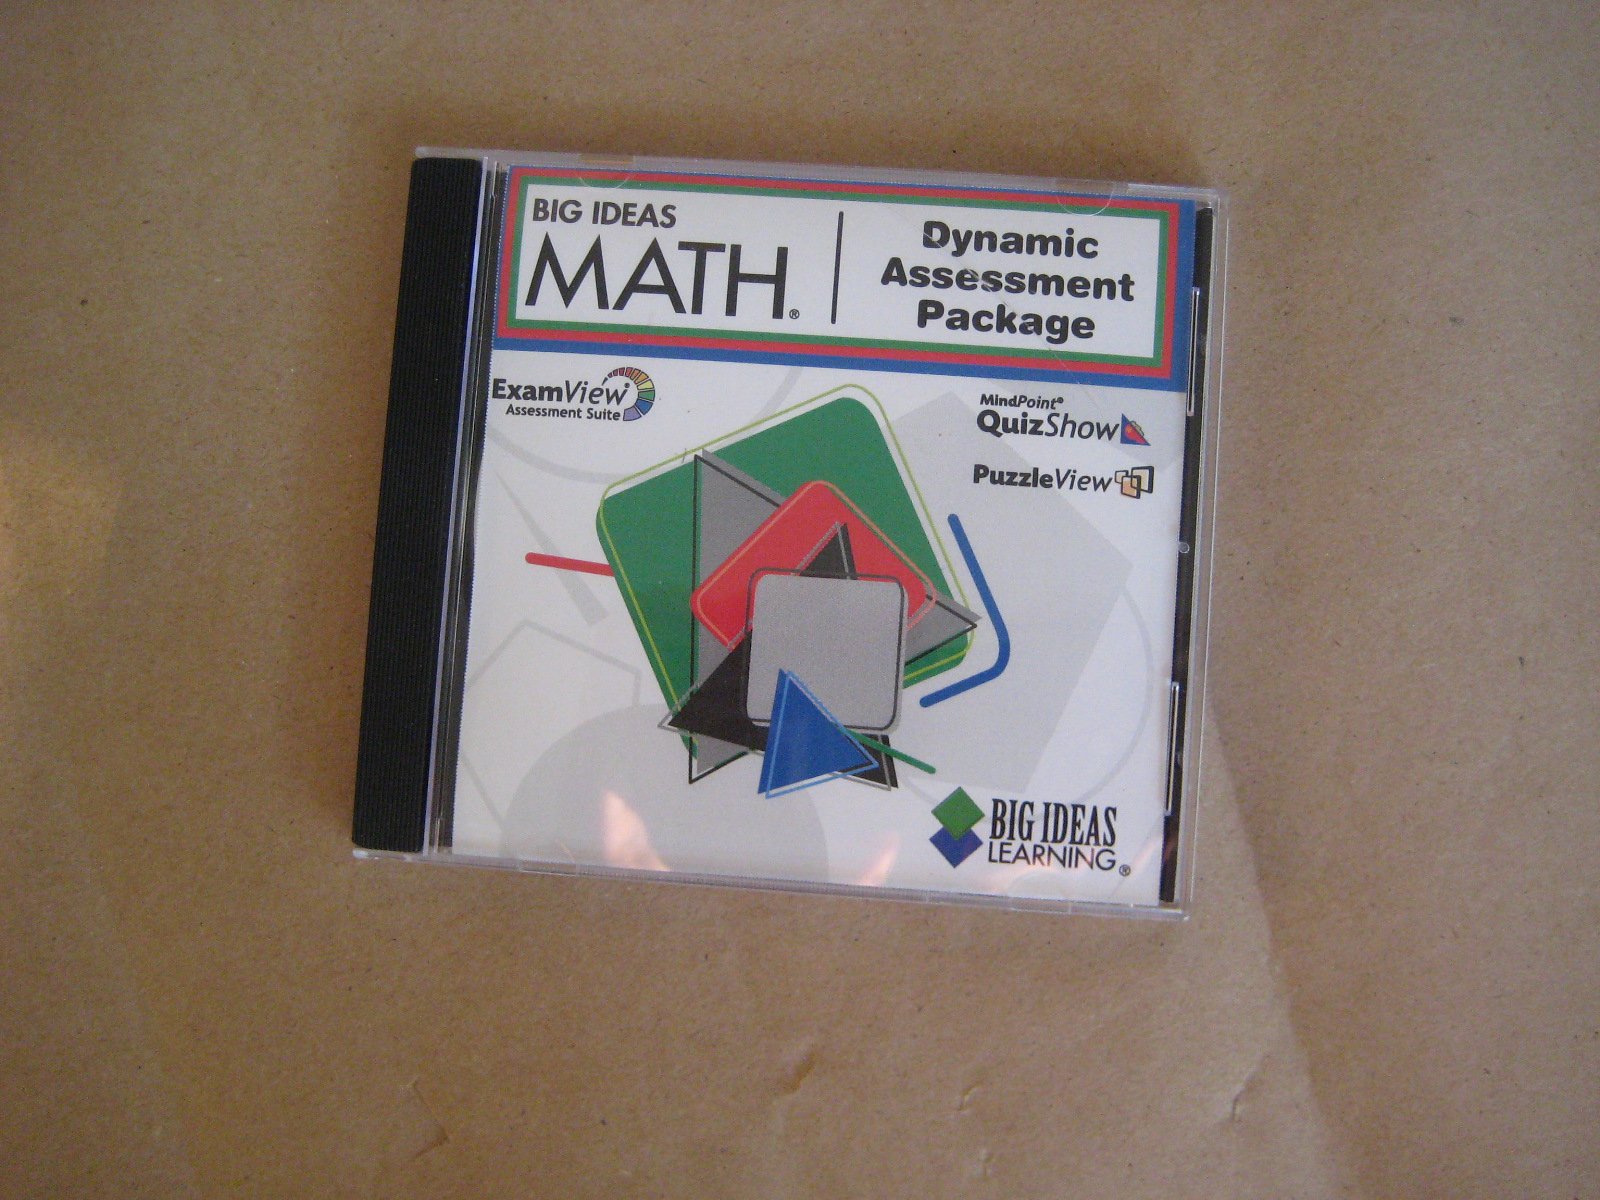 BIG IDEAS
MATH®
Dynamic
Assessment
Package
ExamView®
Assessment Suite
MindPoint®
QuizShow
PuzzleView
BIG IDEAS
LEARNING®